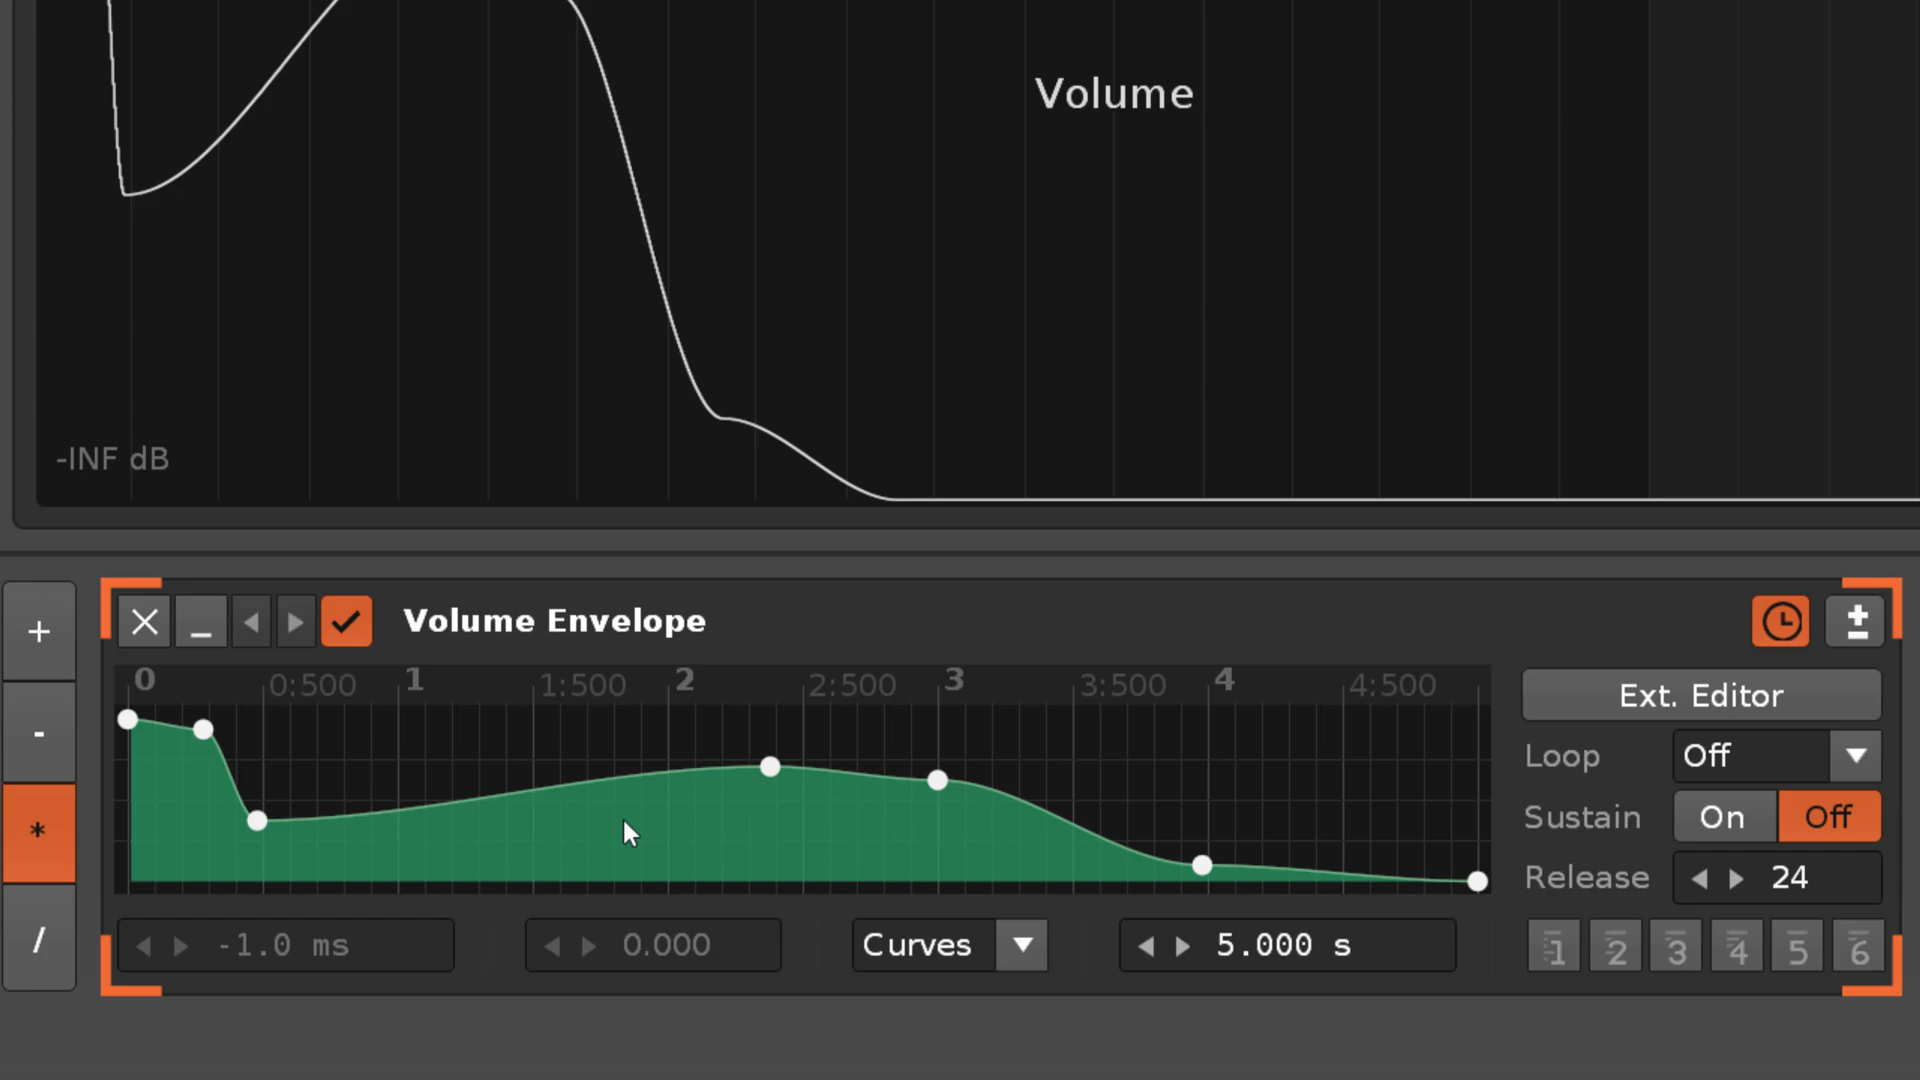 Volume
-INF dB
+
-
*
/
Volume Envelope
0 0:500 1 1:500 2 2:500 3 3:500 4 4:500
Ext. Editor
Loop Off
Sustain On Off
Release 24
-1.0 ms 0.000 Curves 5.000 s
1 2 3 4 5 6